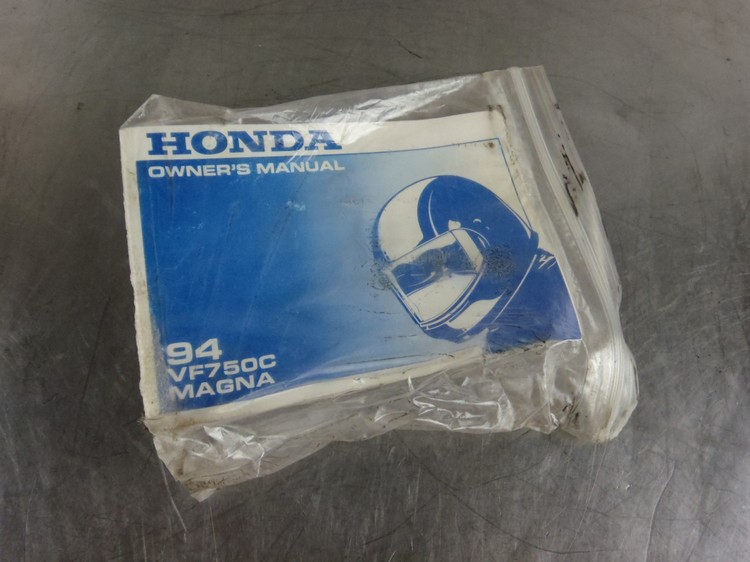 HONDA
OWNER'S MANUAL
94
VF750C
MAGNA